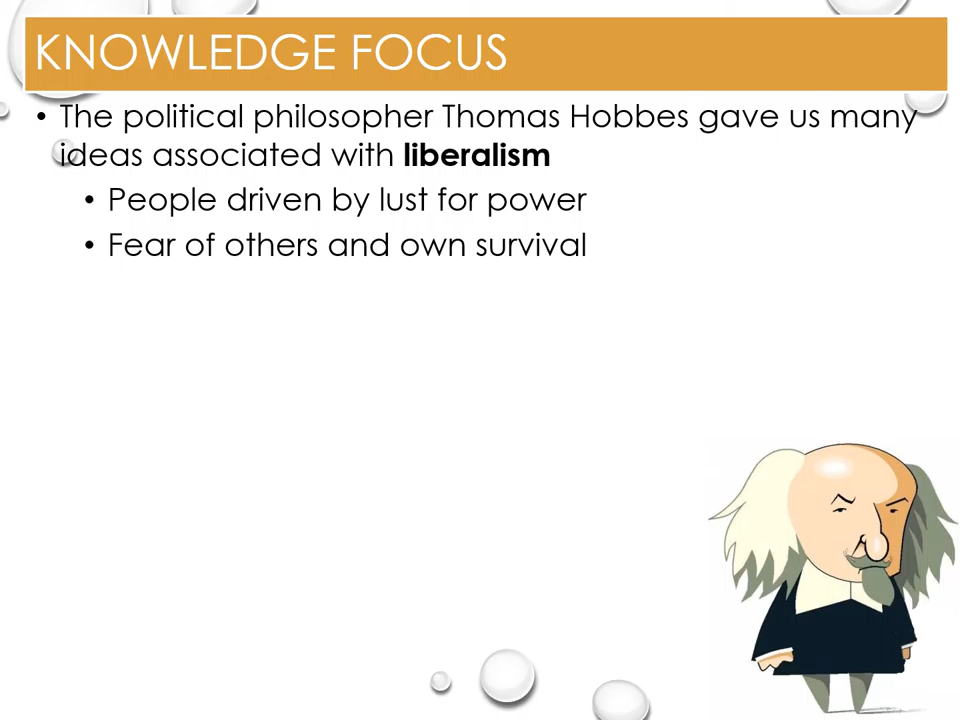 KNOWLEDGE FOCUS
• The political philosopher Thomas Hobbes gave us many
ideas associated with liberalism
• People driven by lust for power
• Fear of others and own survival